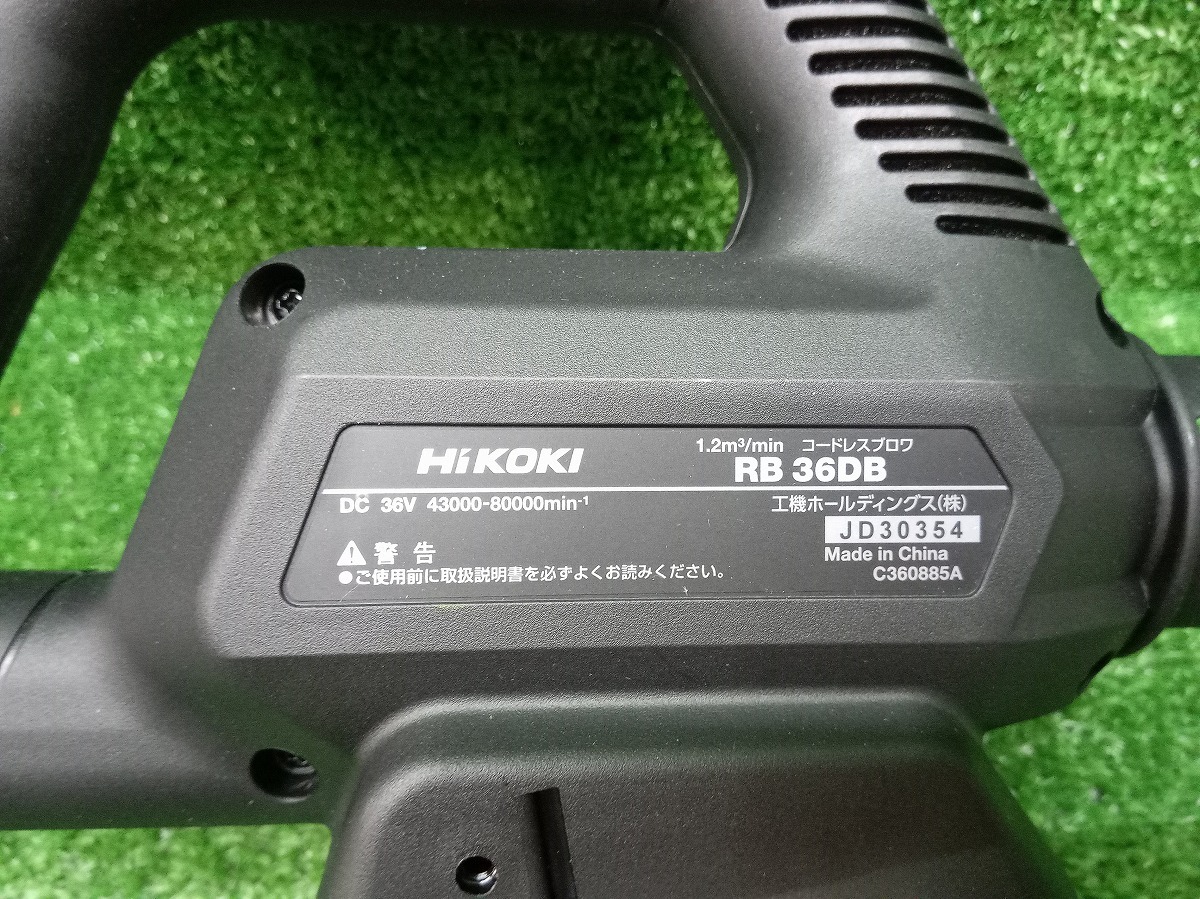 HiKOKI
1.2m³/min コードレスブロワ
RB 36DB
DC 36V 43000-80000min⁻¹
工機ホールディングス(株)
JD30354
Made in China
C360885A
⚠警告
●ご使用前に取扱説明書を必ずよくお読みください。